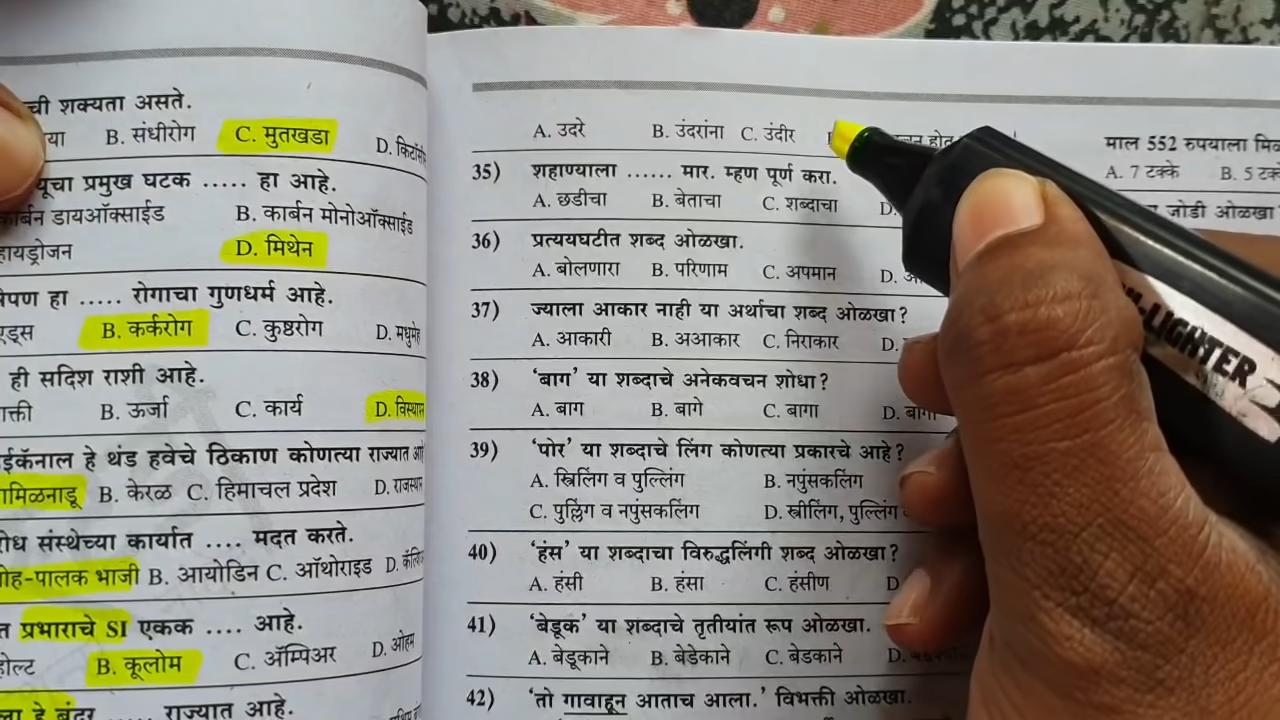 ची शक्यता असते.
या B. संधीरोग C. मुतखडा D.
यूचा प्रमुख घटक ..... हा आहे.
कार्बन डायऑक्साईड B. कार्बन मोनोऑक्साईड
हायड्रोजन D. मिथेन
..... रोगाचा गुणधर्म आहे.
एड्स B. कर्करोग C. कुष्ठरोग D. मधुमेह
ही सदिश राशी आहे.
क्ती B. ऊर्जा C. कार्य D.
ईकॅनाल हे थंड हवेचे ठिकाण कोणत्या राज्यात
मिळनाडू B. केरळ C. हिमाचल प्रदेश D. राजस्थान
रोध संस्थेच्या कार्यात .... मदत करते.
लोह-पालक भाजी B. आयोडिन C. ऑथोराइड D.
त प्रभाराचे SI एकक .... आहे.
होल्ट B. कूलोम C. ॲम्पिअर D. ओहम
ला हे बंदर ..... राज्यात आहे.
A. उदरे B. उंदरांना C. उंदीर
35) शहाण्याला ...... मार. म्हण पूर्ण करा.
A. छडीचा B. बेताचा C. शब्दाचा D.
36) प्रत्ययघटीत शब्द ओळखा.
A. बोलणारा B. परिणाम C. अपमान D.
37) ज्याला आकार नाही या अर्थाचा शब्द ओळखा?
A. आकारी B. अआकार C. निराकार D.
38) ‘बाग’ या शब्दाचे अनेकवचन शोधा?
A. बाग B. बागे C. बागा D.
39) ‘पोर’ या शब्दाचे लिंग कोणत्या प्रकारचे आहे?
A. स्त्रिलिंग व पुल्लिंग B. नपुंसकलिंग
C. पुल्लिंग व नपुंसकलिंग D. स्त्रीलिंग, पुल्लिंग
40) ‘हंस’ या शब्दाचा विरुद्धलिंगी शब्द ओळखा?
A. हंसी B. हंसा C. हंसीण D
41) ‘बेडूक’ या शब्दाचे तृतीयांत रूप ओळखा.
A. बेडूकाने B. बेडेकाने C. बेडकाने D.
42) ‘तो गावाहून आताच आला.’ विभक्ती ओळखा.
माल 552 रुपयाला
A. 7 टक्के B. 5
जोडी ओळखा
LIGHTER